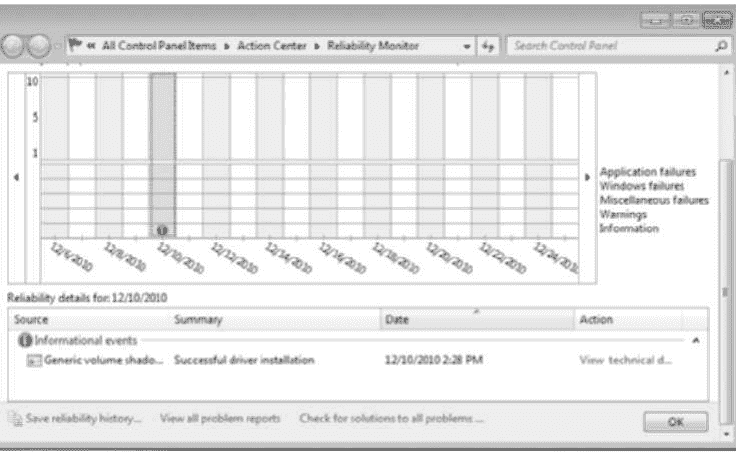 « All Control Panel Items ▸ Action Center ▸ Reliability Monitor
Search Control Panel
10
5
1
Application failures
Windows failures
Miscellaneous failures
Warnings
Information
12/6/2010 12/8/2010 12/10/2010 12/12/2010 12/14/2010 12/16/2010 12/18/2010 12/20/2010 12/22/2010 12/24/2010
Reliability details for: 12/10/2010
Source Summary Date Action
Informational events
Generic volume shado... Successful driver installation 12/10/2010 2:28 PM View technical d...
Save reliability history... View all problem reports Check for solutions to all problems ...
OK